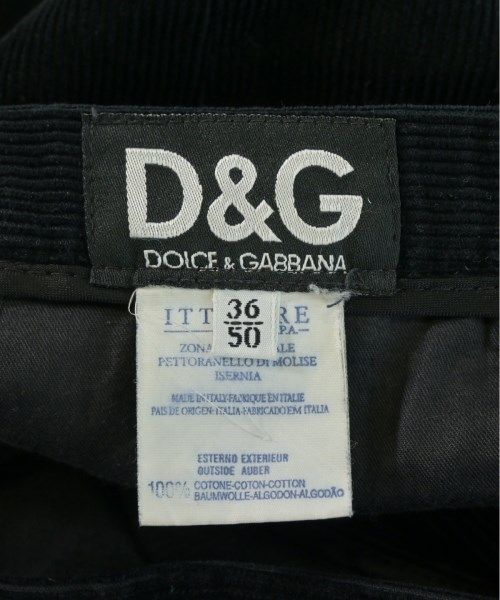 D&G
DOLCE & GABBANA
36
50
ITT RE
P.A.
ZONA ALE
PETTORANELLO DI MOLISE
ISERNIA
MADE IN ITALY-FABRIQUE EN ITALIE
PAIS DE ORIGEN-ITALIA-FABRICADO EM ITALIA
ESTERNO EXTERIEUR
OUTSIDE AUBER
100% COTONE-COTON-COTTON
BAUMWOLLE-ALGODON-ALGODÃO